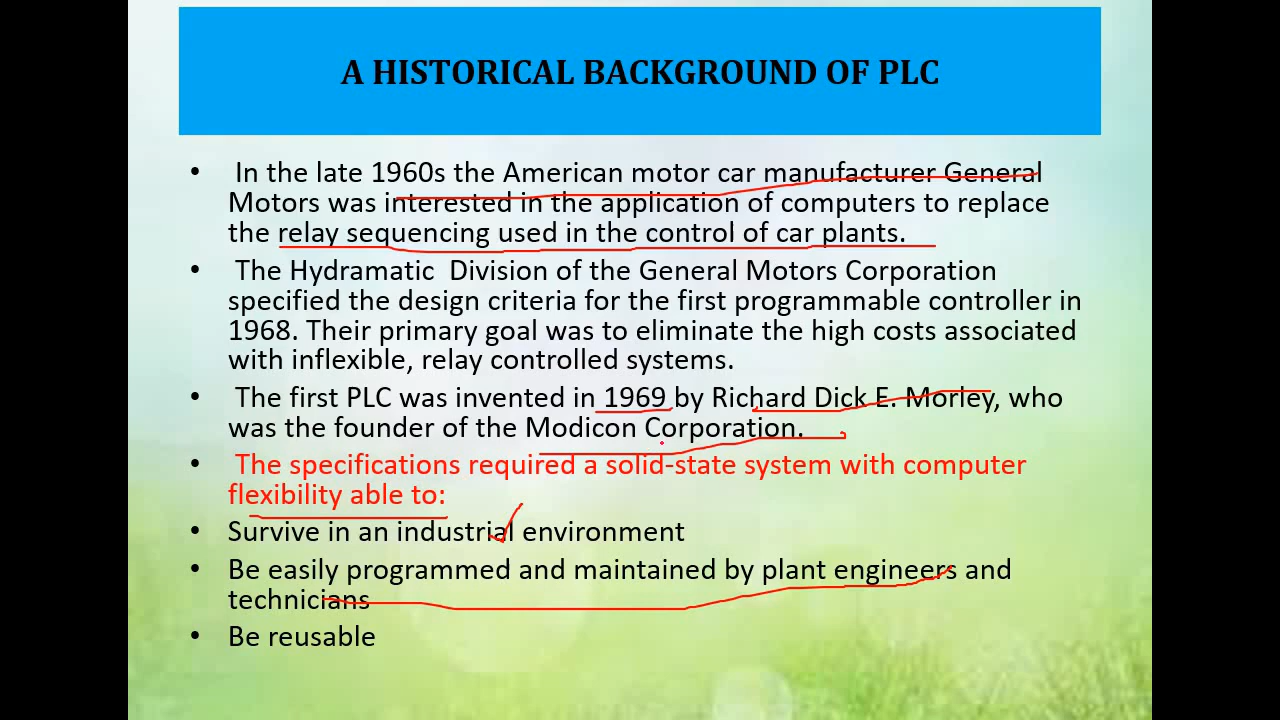 A HISTORICAL BACKGROUND OF PLC
• In the late 1960s the American motor car manufacturer General
Motors was interested in the application of computers to replace
the relay sequencing used in the control of car plants.
• The Hydramatic Division of the General Motors Corporation
specified the design criteria for the first programmable controller in
1968. Their primary goal was to eliminate the high costs associated
with inflexible, relay controlled systems.
• The first PLC was invented in 1969 by Richard Dick E. Morley, who
was the founder of the Modicon Corporation.
• The specifications required a solid-state system with computer
flexibility able to:
• Survive in an industrial environment
• Be easily programmed and maintained by plant engineers and
technicians
• Be reusable